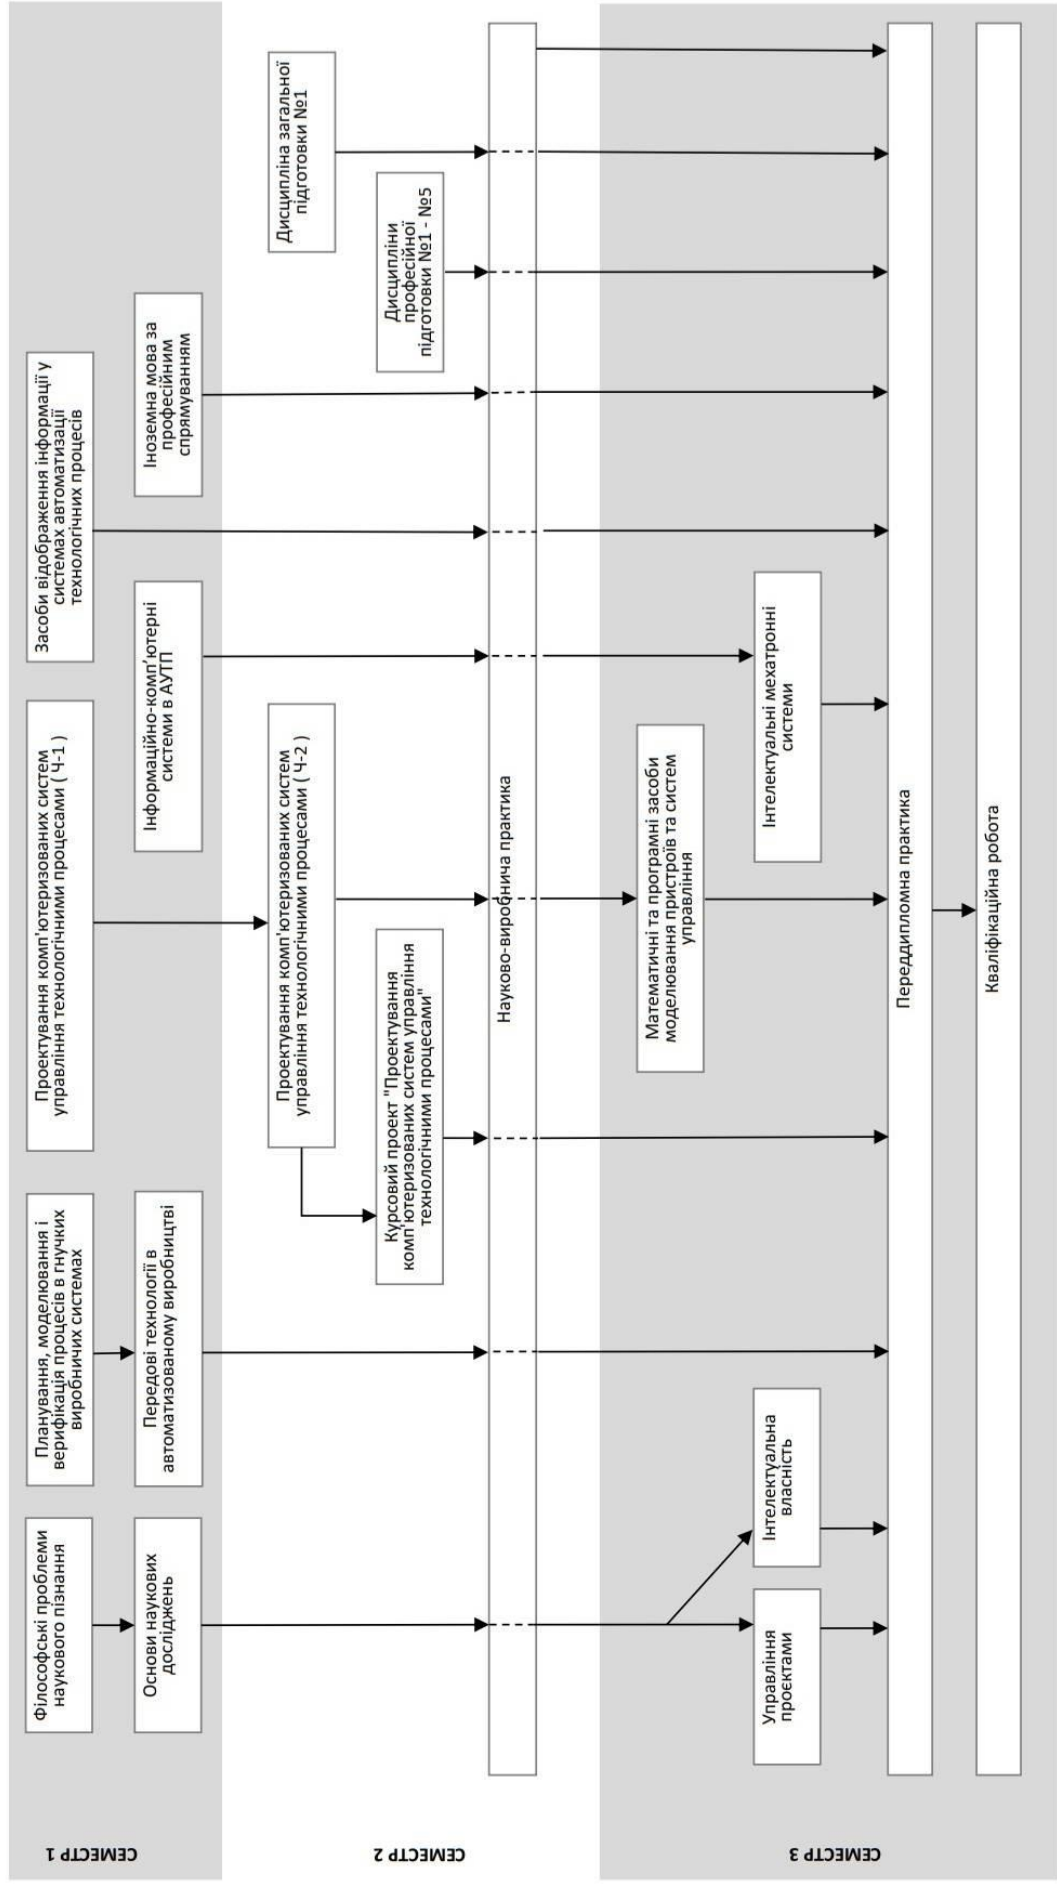 СЕМЕСТР 1
Філософські проблеми
наукового пізнання
Основи наукових
досліджень
Планування, моделювання і
верифікація процесів в гнучких
виробничих системах
Передові технології в
автоматизованому виробництві
Проектування комп'ютеризованих систем
управління технологічними процесами ( Ч-1 )
Інформаційно-комп'ютерні
системи в АУТП
Засоби відображення інформації у
системах автоматизації
технологічних процесів
Іноземна мова за
професійним
спрямуванням
СЕМЕСТР 2
Проектування комп'ютеризованих систем
управління технологічними процесами ( Ч-2 )
Курсовий проект "Проектування
комп'ютеризованих систем управління
технологічними процесами"
Дисципліна загальної
підготовки №1
Дисципліни
професійної
підготовки №1 - №5
Науково-виробнича практика
СЕМЕСТР 3
Математичні та програмні засоби
моделювання пристроїв та систем
управління
Управління
проєктами
Інтелектуальна
власність
Інтелектуальні мехатронні
системи
Переддипломна практика
Кваліфікаційна робота